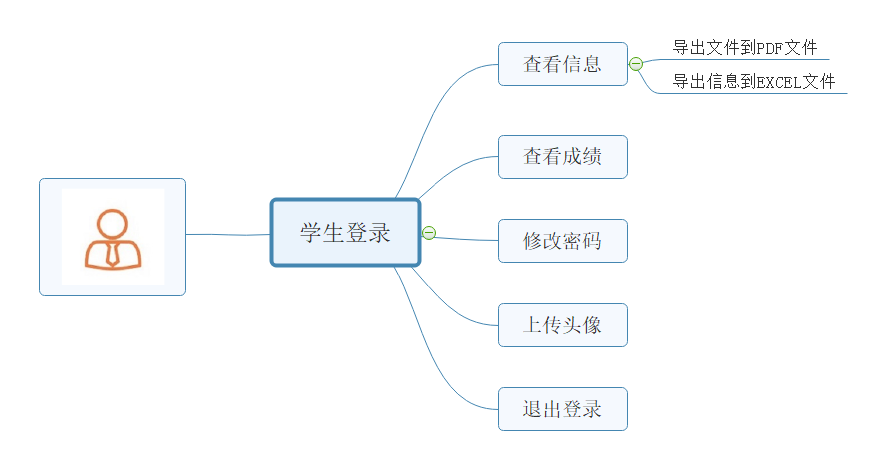 导出文件到PDF文件
查看信息
导出信息到EXCEL文件
查看成绩
学生登录
修改密码
上传头像
退出登录